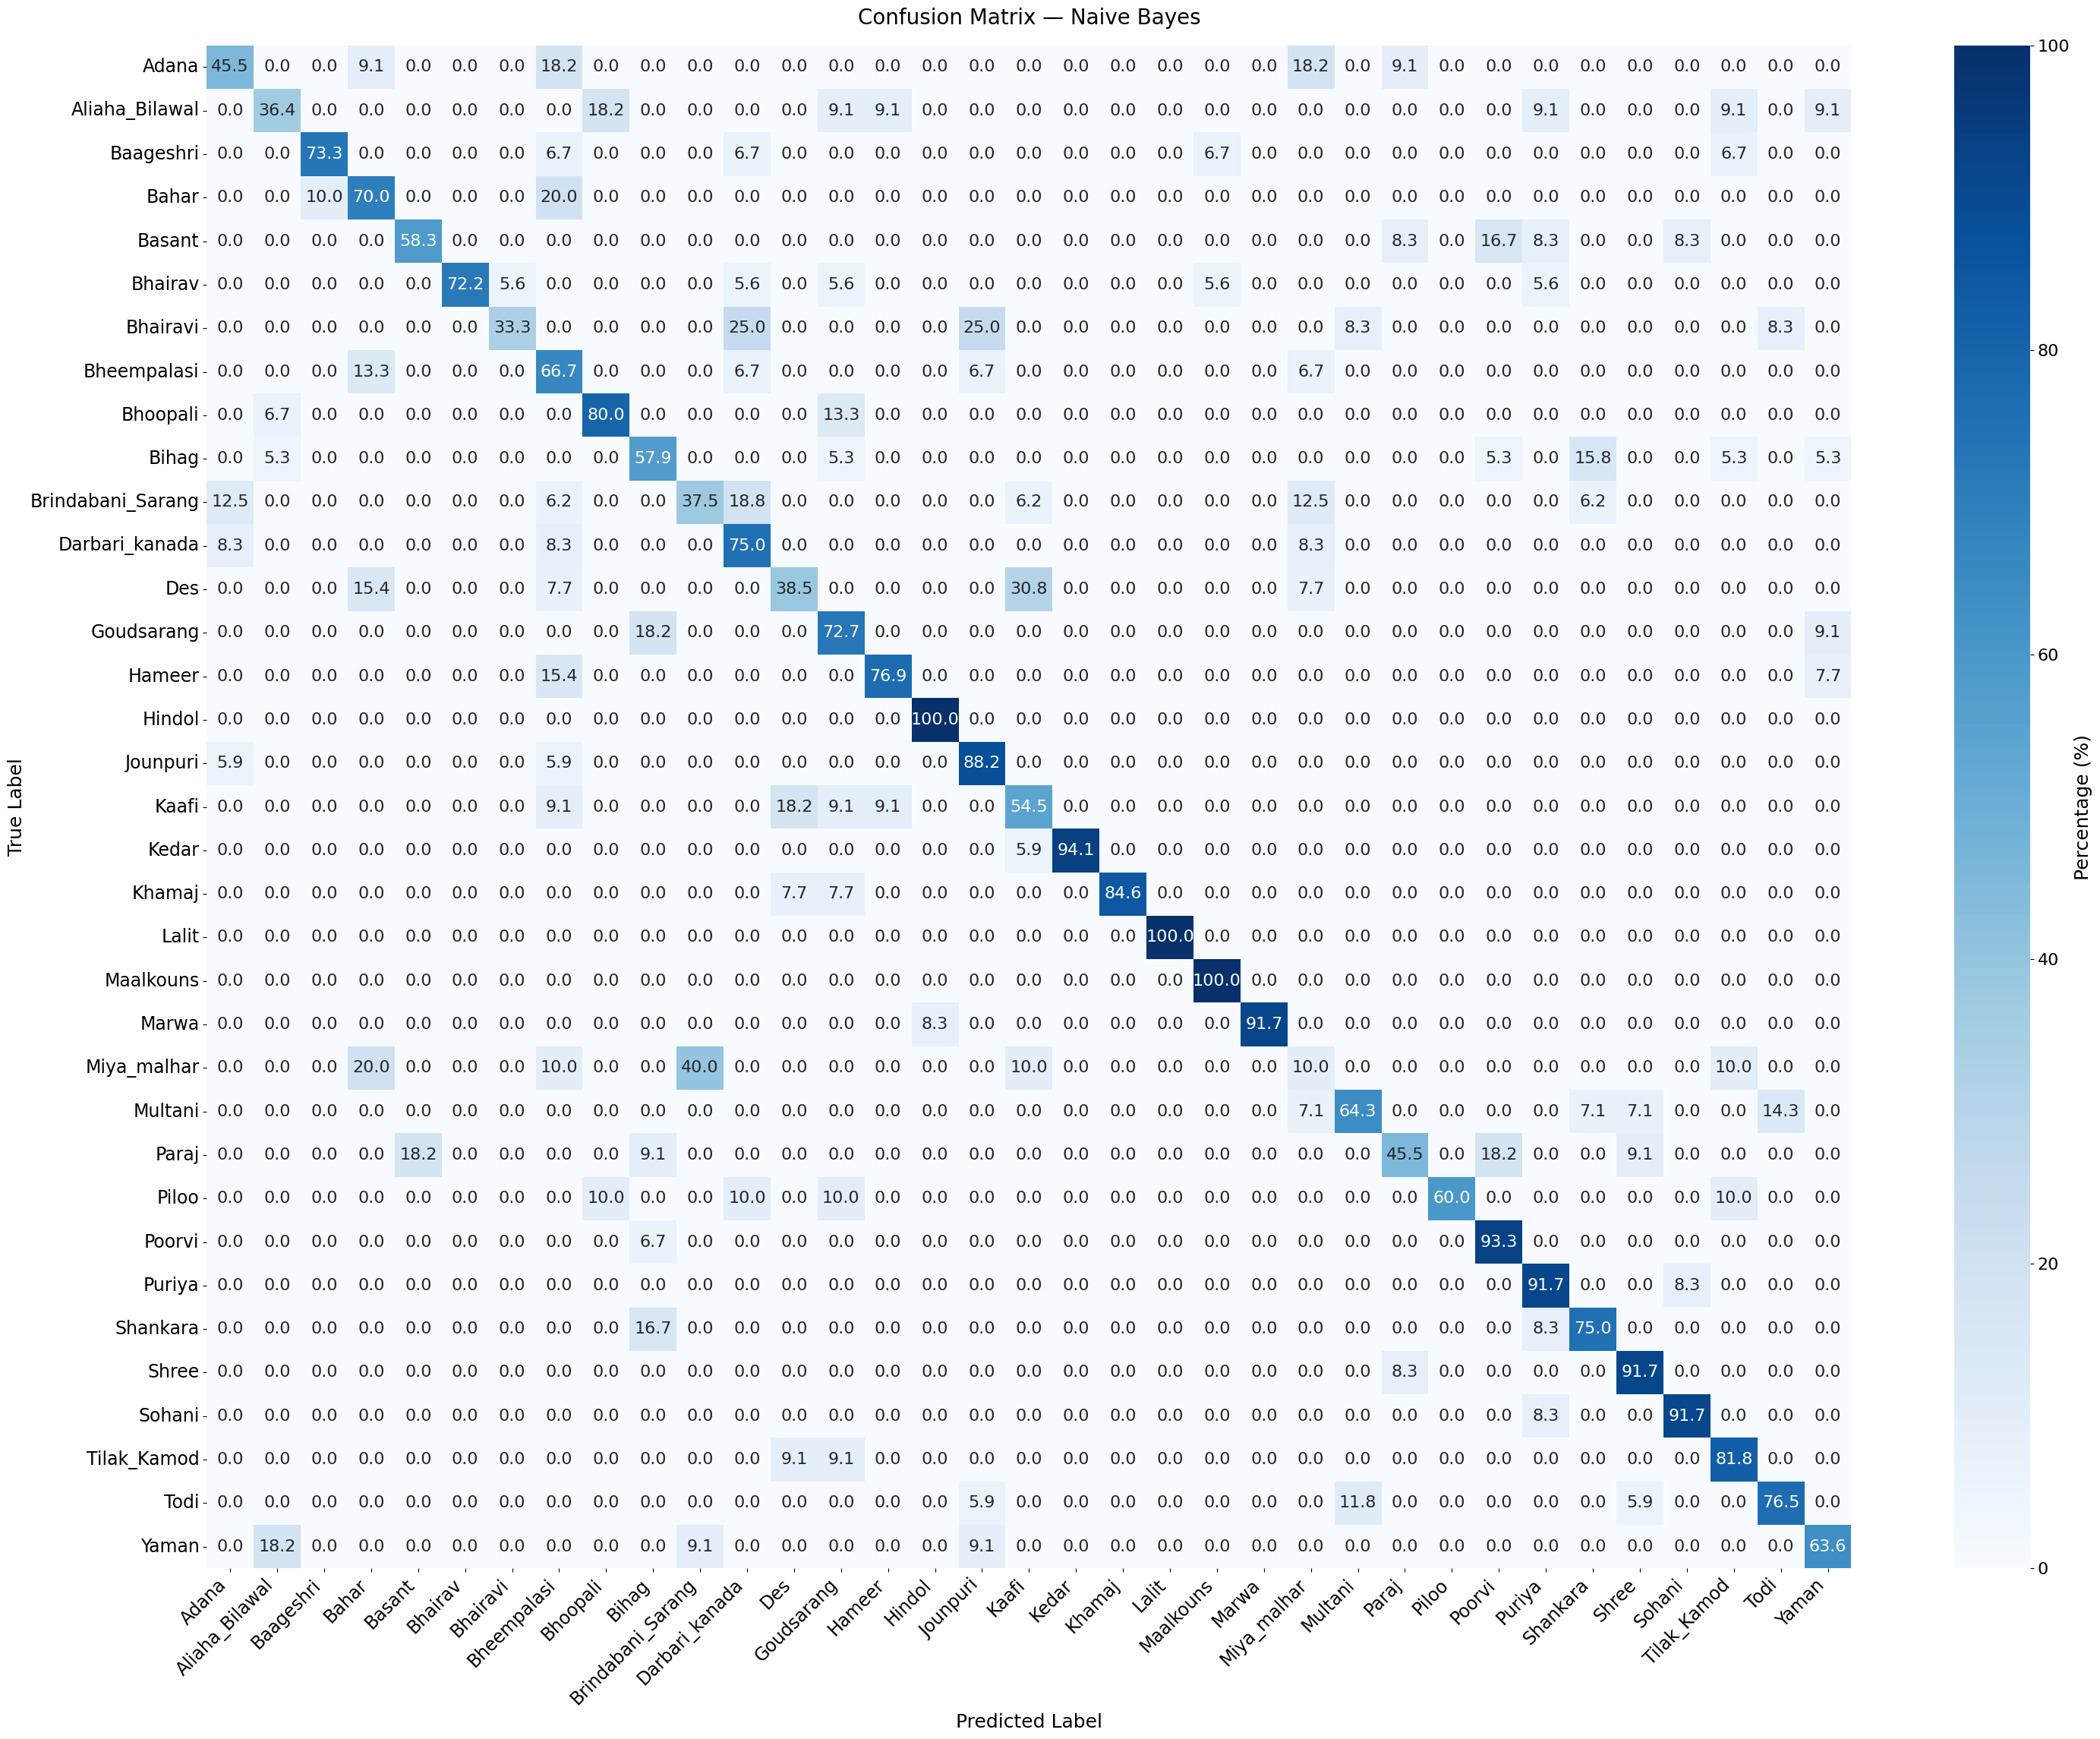 Confusion Matrix — Naive Bayes
Adana 45.5 0.0 0.0 9.1 0.0 0.0 0.0 18.2 0.0 0.0 0.0 0.0 0.0 0.0 0.0 0.0 0.0 0.0 0.0 0.0 0.0 0.0 0.0 18.2 0.0 9.1 0.0 0.0 0.0 0.0 0.0 0.0 0.0 0.0 0.0
Aliaha_Bilawal 0.0 36.4 0.0 0.0 0.0 0.0 0.0 0.0 18.2 0.0 0.0 0.0 0.0 9.1 9.1 0.0 0.0 0.0 0.0 0.0 0.0 0.0 0.0 0.0 0.0 0.0 0.0 0.0 9.1 0.0 0.0 0.0 9.1 0.0 9.1
Baageshri 0.0 0.0 73.3 0.0 0.0 0.0 0.0 6.7 0.0 0.0 0.0 6.7 0.0 0.0 0.0 0.0 0.0 0.0 0.0 0.0 0.0 6.7 0.0 0.0 0.0 0.0 0.0 0.0 0.0 0.0 0.0 0.0 6.7 0.0 0.0
Bahar 0.0 0.0 10.0 70.0 0.0 0.0 0.0 20.0 0.0 0.0 0.0 0.0 0.0 0.0 0.0 0.0 0.0 0.0 0.0 0.0 0.0 0.0 0.0 0.0 0.0 0.0 0.0 0.0 0.0 0.0 0.0 0.0 0.0 0.0 0.0
Basant 0.0 0.0 0.0 0.0 58.3 0.0 0.0 0.0 0.0 0.0 0.0 0.0 0.0 0.0 0.0 0.0 0.0 0.0 0.0 0.0 0.0 0.0 0.0 0.0 0.0 8.3 0.0 16.7 8.3 0.0 0.0 8.3 0.0 0.0 0.0
Bhairav 0.0 0.0 0.0 0.0 0.0 72.2 5.6 0.0 0.0 0.0 0.0 5.6 0.0 5.6 0.0 0.0 0.0 0.0 0.0 0.0 0.0 5.6 0.0 0.0 0.0 0.0 0.0 0.0 5.6 0.0 0.0 0.0 0.0 0.0 0.0
Bhairavi 0.0 0.0 0.0 0.0 0.0 0.0 33.3 0.0 0.0 0.0 0.0 25.0 0.0 0.0 0.0 0.0 25.0 0.0 0.0 0.0 0.0 0.0 0.0 0.0 8.3 0.0 0.0 0.0 0.0 0.0 0.0 0.0 0.0 8.3 0.0
Bheempalasi 0.0 0.0 0.0 13.3 0.0 0.0 0.0 66.7 0.0 0.0 0.0 6.7 0.0 0.0 0.0 0.0 6.7 0.0 0.0 0.0 0.0 0.0 0.0 6.7 0.0 0.0 0.0 0.0 0.0 0.0 0.0 0.0 0.0 0.0 0.0
Bhoopali 0.0 6.7 0.0 0.0 0.0 0.0 0.0 0.0 80.0 0.0 0.0 0.0 0.0 13.3 0.0 0.0 0.0 0.0 0.0 0.0 0.0 0.0 0.0 0.0 0.0 0.0 0.0 0.0 0.0 0.0 0.0 0.0 0.0 0.0 0.0
Bihag 0.0 5.3 0.0 0.0 0.0 0.0 0.0 0.0 0.0 57.9 0.0 0.0 0.0 5.3 0.0 0.0 0.0 0.0 0.0 0.0 0.0 0.0 0.0 0.0 0.0 0.0 0.0 5.3 0.0 15.8 0.0 0.0 5.3 0.0 5.3
Brindabani_Sarang 12.5 0.0 0.0 0.0 0.0 0.0 0.0 6.2 0.0 0.0 37.5 18.8 0.0 0.0 0.0 0.0 0.0 6.2 0.0 0.0 0.0 0.0 0.0 12.5 0.0 0.0 0.0 0.0 0.0 6.2 0.0 0.0 0.0 0.0 0.0
Darbari_kanada 8.3 0.0 0.0 0.0 0.0 0.0 0.0 8.3 0.0 0.0 0.0 75.0 0.0 0.0 0.0 0.0 0.0 0.0 0.0 0.0 0.0 0.0 0.0 8.3 0.0 0.0 0.0 0.0 0.0 0.0 0.0 0.0 0.0 0.0 0.0
Des 0.0 0.0 0.0 15.4 0.0 0.0 0.0 7.7 0.0 0.0 0.0 0.0 38.5 0.0 0.0 0.0 0.0 30.8 0.0 0.0 0.0 0.0 0.0 7.7 0.0 0.0 0.0 0.0 0.0 0.0 0.0 0.0 0.0 0.0 0.0
Goudsarang 0.0 0.0 0.0 0.0 0.0 0.0 0.0 0.0 0.0 18.2 0.0 0.0 0.0 72.7 0.0 0.0 0.0 0.0 0.0 0.0 0.0 0.0 0.0 0.0 0.0 0.0 0.0 0.0 0.0 0.0 0.0 0.0 0.0 0.0 9.1
Hameer 0.0 0.0 0.0 0.0 0.0 0.0 0.0 15.4 0.0 0.0 0.0 0.0 0.0 0.0 76.9 0.0 0.0 0.0 0.0 0.0 0.0 0.0 0.0 0.0 0.0 0.0 0.0 0.0 0.0 0.0 0.0 0.0 0.0 0.0 7.7
Hindol 0.0 0.0 0.0 0.0 0.0 0.0 0.0 0.0 0.0 0.0 0.0 0.0 0.0 0.0 0.0 100.0 0.0 0.0 0.0 0.0 0.0 0.0 0.0 0.0 0.0 0.0 0.0 0.0 0.0 0.0 0.0 0.0 0.0 0.0 0.0
Jounpuri 5.9 0.0 0.0 0.0 0.0 0.0 0.0 5.9 0.0 0.0 0.0 0.0 0.0 0.0 0.0 0.0 88.2 0.0 0.0 0.0 0.0 0.0 0.0 0.0 0.0 0.0 0.0 0.0 0.0 0.0 0.0 0.0 0.0 0.0 0.0
Kaafi 0.0 0.0 0.0 0.0 0.0 0.0 0.0 9.1 0.0 0.0 0.0 0.0 18.2 9.1 9.1 0.0 0.0 54.5 0.0 0.0 0.0 0.0 0.0 0.0 0.0 0.0 0.0 0.0 0.0 0.0 0.0 0.0 0.0 0.0 0.0
Kedar 0.0 0.0 0.0 0.0 0.0 0.0 0.0 0.0 0.0 0.0 0.0 0.0 0.0 0.0 0.0 0.0 0.0 5.9 94.1 0.0 0.0 0.0 0.0 0.0 0.0 0.0 0.0 0.0 0.0 0.0 0.0 0.0 0.0 0.0 0.0
Khamaj 0.0 0.0 0.0 0.0 0.0 0.0 0.0 0.0 0.0 0.0 0.0 0.0 7.7 7.7 0.0 0.0 0.0 0.0 0.0 84.6 0.0 0.0 0.0 0.0 0.0 0.0 0.0 0.0 0.0 0.0 0.0 0.0 0.0 0.0 0.0
Lalit 0.0 0.0 0.0 0.0 0.0 0.0 0.0 0.0 0.0 0.0 0.0 0.0 0.0 0.0 0.0 0.0 0.0 0.0 0.0 0.0 100.0 0.0 0.0 0.0 0.0 0.0 0.0 0.0 0.0 0.0 0.0 0.0 0.0 0.0 0.0
Maalkouns 0.0 0.0 0.0 0.0 0.0 0.0 0.0 0.0 0.0 0.0 0.0 0.0 0.0 0.0 0.0 0.0 0.0 0.0 0.0 0.0 0.0 100.0 0.0 0.0 0.0 0.0 0.0 0.0 0.0 0.0 0.0 0.0 0.0 0.0 0.0
Marwa 0.0 0.0 0.0 0.0 0.0 0.0 0.0 0.0 0.0 0.0 0.0 0.0 0.0 0.0 0.0 8.3 0.0 0.0 0.0 0.0 0.0 0.0 91.7 0.0 0.0 0.0 0.0 0.0 0.0 0.0 0.0 0.0 0.0 0.0 0.0
Miya_malhar 0.0 0.0 0.0 20.0 0.0 0.0 0.0 10.0 0.0 0.0 40.0 0.0 0.0 0.0 0.0 0.0 0.0 10.0 0.0 0.0 0.0 0.0 0.0 10.0 0.0 0.0 0.0 0.0 0.0 0.0 0.0 0.0 10.0 0.0 0.0
Multani 0.0 0.0 0.0 0.0 0.0 0.0 0.0 0.0 0.0 0.0 0.0 0.0 0.0 0.0 0.0 0.0 0.0 0.0 0.0 0.0 0.0 0.0 0.0 7.1 64.3 0.0 0.0 0.0 0.0 7.1 7.1 0.0 0.0 14.3 0.0
Paraj 0.0 0.0 0.0 0.0 18.2 0.0 0.0 0.0 0.0 9.1 0.0 0.0 0.0 0.0 0.0 0.0 0.0 0.0 0.0 0.0 0.0 0.0 0.0 0.0 0.0 45.5 0.0 18.2 0.0 0.0 9.1 0.0 0.0 0.0 0.0
Piloo 0.0 0.0 0.0 0.0 0.0 0.0 0.0 0.0 10.0 0.0 0.0 10.0 0.0 10.0 0.0 0.0 0.0 0.0 0.0 0.0 0.0 0.0 0.0 0.0 0.0 0.0 60.0 0.0 0.0 0.0 0.0 0.0 10.0 0.0 0.0
Poorvi 0.0 0.0 0.0 0.0 0.0 0.0 0.0 0.0 0.0 6.7 0.0 0.0 0.0 0.0 0.0 0.0 0.0 0.0 0.0 0.0 0.0 0.0 0.0 0.0 0.0 0.0 0.0 93.3 0.0 0.0 0.0 0.0 0.0 0.0 0.0
Puriya 0.0 0.0 0.0 0.0 0.0 0.0 0.0 0.0 0.0 0.0 0.0 0.0 0.0 0.0 0.0 0.0 0.0 0.0 0.0 0.0 0.0 0.0 0.0 0.0 0.0 0.0 0.0 0.0 91.7 0.0 0.0 8.3 0.0 0.0 0.0
Shankara 0.0 0.0 0.0 0.0 0.0 0.0 0.0 0.0 0.0 16.7 0.0 0.0 0.0 0.0 0.0 0.0 0.0 0.0 0.0 0.0 0.0 0.0 0.0 0.0 0.0 0.0 0.0 0.0 8.3 75.0 0.0 0.0 0.0 0.0 0.0
Shree 0.0 0.0 0.0 0.0 0.0 0.0 0.0 0.0 0.0 0.0 0.0 0.0 0.0 0.0 0.0 0.0 0.0 0.0 0.0 0.0 0.0 0.0 0.0 0.0 0.0 8.3 0.0 0.0 0.0 0.0 91.7 0.0 0.0 0.0 0.0
Sohani 0.0 0.0 0.0 0.0 0.0 0.0 0.0 0.0 0.0 0.0 0.0 0.0 0.0 0.0 0.0 0.0 0.0 0.0 0.0 0.0 0.0 0.0 0.0 0.0 0.0 0.0 0.0 0.0 8.3 0.0 0.0 91.7 0.0 0.0 0.0
Tilak_Kamod 0.0 0.0 0.0 0.0 0.0 0.0 0.0 0.0 0.0 0.0 0.0 0.0 9.1 9.1 0.0 0.0 0.0 0.0 0.0 0.0 0.0 0.0 0.0 0.0 0.0 0.0 0.0 0.0 0.0 0.0 0.0 0.0 81.8 0.0 0.0
Todi 0.0 0.0 0.0 0.0 0.0 0.0 0.0 0.0 0.0 0.0 0.0 0.0 0.0 0.0 0.0 0.0 5.9 0.0 0.0 0.0 0.0 0.0 0.0 0.0 11.8 0.0 0.0 0.0 0.0 0.0 5.9 0.0 0.0 76.5 0.0
Yaman 0.0 18.2 0.0 0.0 0.0 0.0 0.0 0.0 0.0 0.0 9.1 0.0 0.0 0.0 0.0 0.0 9.1 0.0 0.0 0.0 0.0 0.0 0.0 0.0 0.0 0.0 0.0 0.0 0.0 0.0 0.0 0.0 0.0 0.0 63.6
Adana Aliaha_Bilawal Baageshri Bahar Basant Bhairav Bhairavi Bheempalasi Bhoopali Bihag Brindabani_Sarang Darbari_kanada Des Goudsarang Hameer Hindol Jounpuri Kaafi Kedar Khamaj Lalit Maalkouns Marwa Miya_malhar Multani Paraj Piloo Poorvi Puriya Shankara Shree Sohani Tilak_Kamod Todi Yaman
Predicted Label
True Label
100
80
60
40
20
0
Percentage (%)